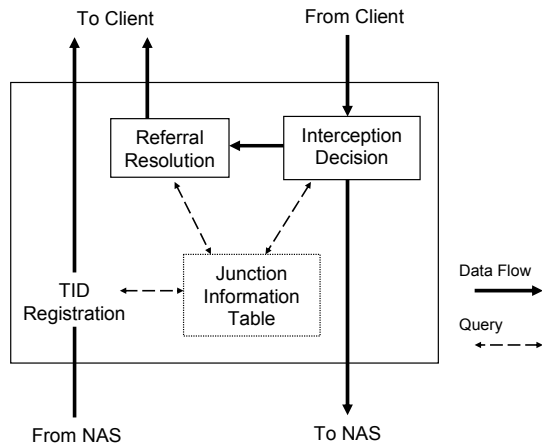 To Client
From Client
Referral
Resolution
Interception
Decision
Junction
Information
Table
TID
Registration
Data Flow
Query
From NAS
To NAS